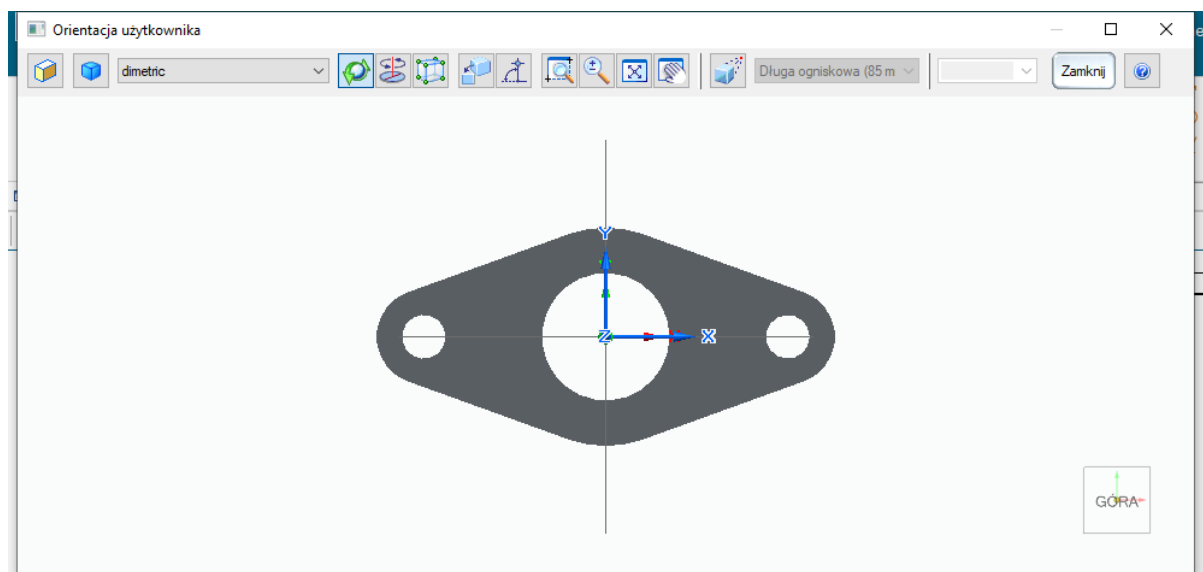 Orientacja użytkownika
dimetric
Długa ogniskowa (85 m
Zamknij
Y
Z
X
GÓRA